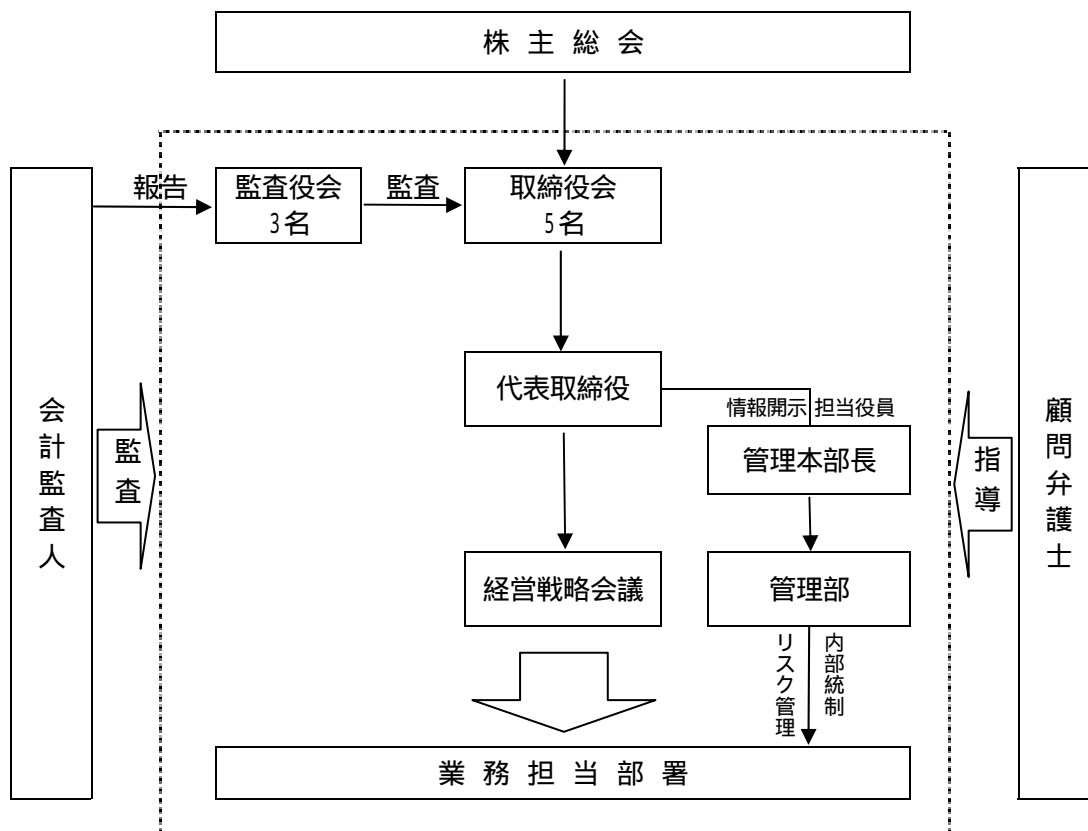 株主総会
報告
監査役会
3名
監査
取締役会
5名
代表取締役
情報開示 担当役員
管理本部長
会計監査人
監査
指導
顧問弁護士
経営戦略会議
管理部
リスク管理
内部統制
業務担当部署